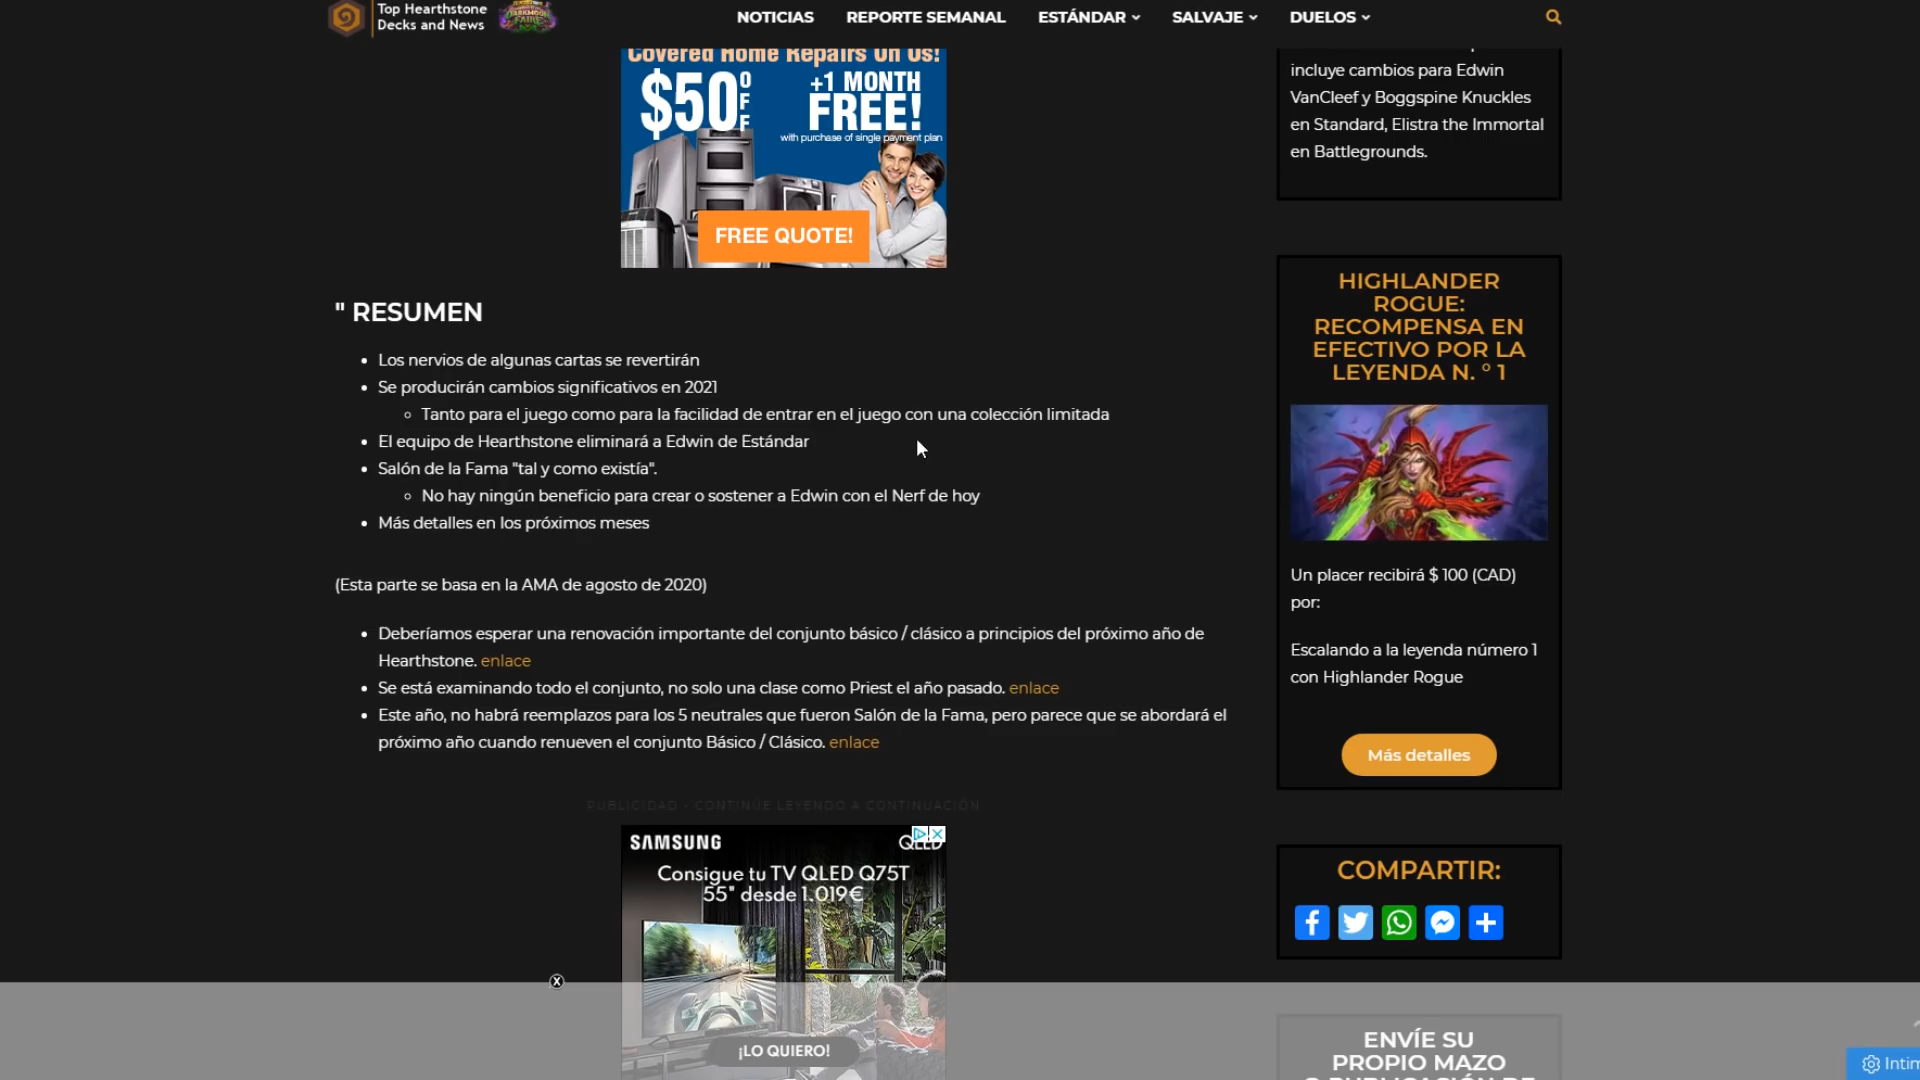 Top Hearthstone
Decks and News
NOTICIAS
REPORTE SEMANAL
ESTÁNDAR
SALVAJE
DUELOS
Covered Home Repairs On Us!
$50 OFF
+1 MONTH
FREE!
with purchase of single payment plan
FREE QUOTE!
" RESUMEN
Los nervios de algunas cartas se revertirán
Se producirán cambios significativos en 2021
Tanto para el juego como para la facilidad de entrar en el juego con una colección limitada
El equipo de Hearthstone eliminará a Edwin de Estándar
Salón de la Fama "tal y como existía".
No hay ningún beneficio para crear o sostener a Edwin con el Nerf de hoy
Más detalles en los próximos meses
(Esta parte se basa en la AMA de agosto de 2020)
Deberíamos esperar una renovación importante del conjunto básico / clásico a principios del próximo año de
Hearthstone. enlace
Se está examinando todo el conjunto, no solo una clase como Priest el año pasado. enlace
Este año, no habrá reemplazos para los 5 neutrales que fueron Salón de la Fama, pero parece que se abordará el
próximo año cuando renueven el conjunto Básico / Clásico. enlace
PUBLICIDAD - CONTINÚE LEYENDO A CONTINUACIÓN
SAMSUNG
QLED
Consigue tu TV QLED Q75T
55" desde 1.019€
¡LO QUIERO!
X
incluye cambios para Edwin
VanCleef y Boggspine Knuckles
en Standard, Elistra the Immortal
en Battlegrounds.
HIGHLANDER
ROGUE:
RECOMPENSA EN
EFECTIVO POR LA
LEYENDA N. ° 1
Un placer recibirá $ 100 (CAD)
por:
Escalando a la leyenda número 1
con Highlander Rogue
Más detalles
COMPARTIR:
ENVÍE SU
PROPIO MAZO
O PUBLICACIÓN DE
Intim